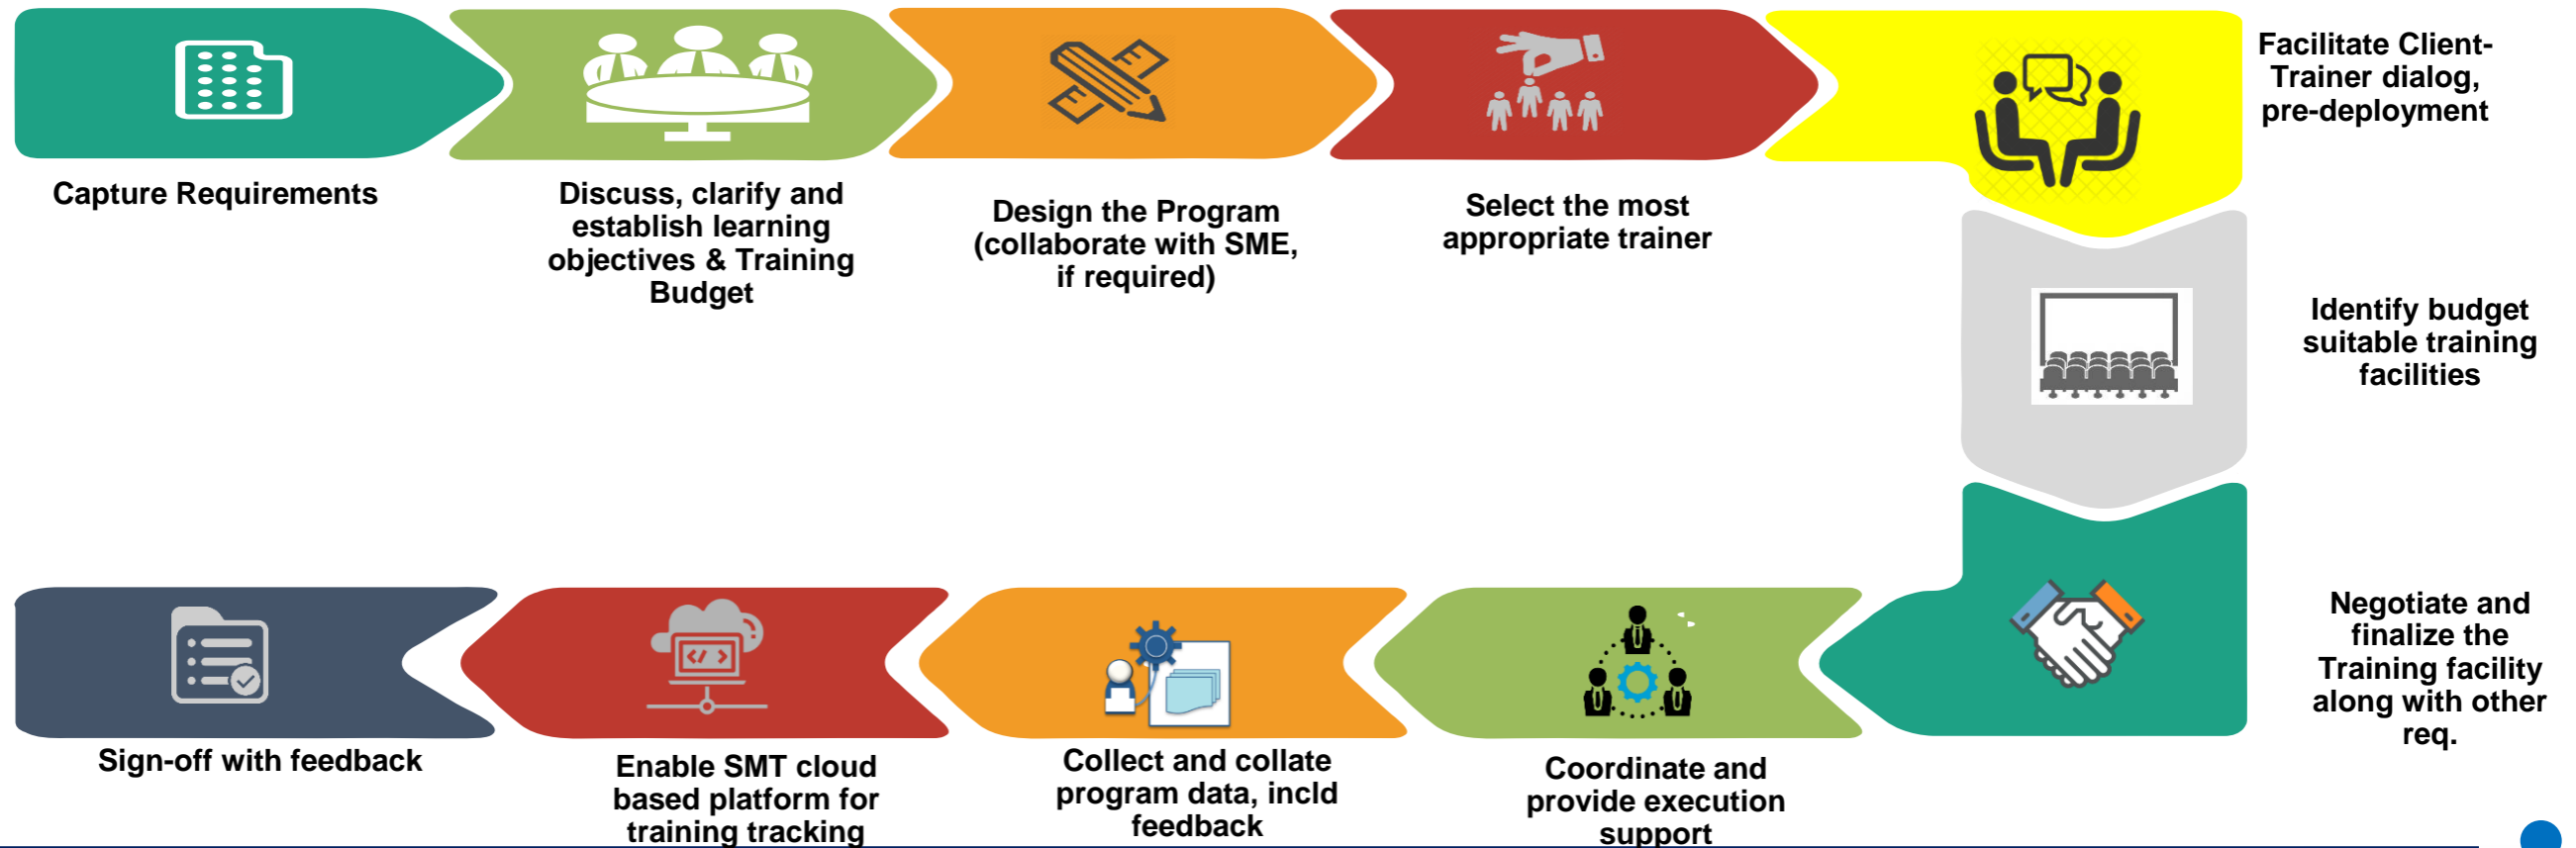 Capture Requirements
Discuss, clarify and
establish learning
objectives & Training
Budget
Design the Program
(collaborate with SME,
if required)
Select the most
appropriate trainer
Facilitate Client-
Trainer dialog,
pre-deployment
Identify budget
suitable training
facilities
Negotiate and
finalize the
Training facility
along with other
req.
Coordinate and
provide execution
support
Collect and collate
program data, incld
feedback
Enable SMT cloud
based platform for
training tracking
Sign-off with feedback